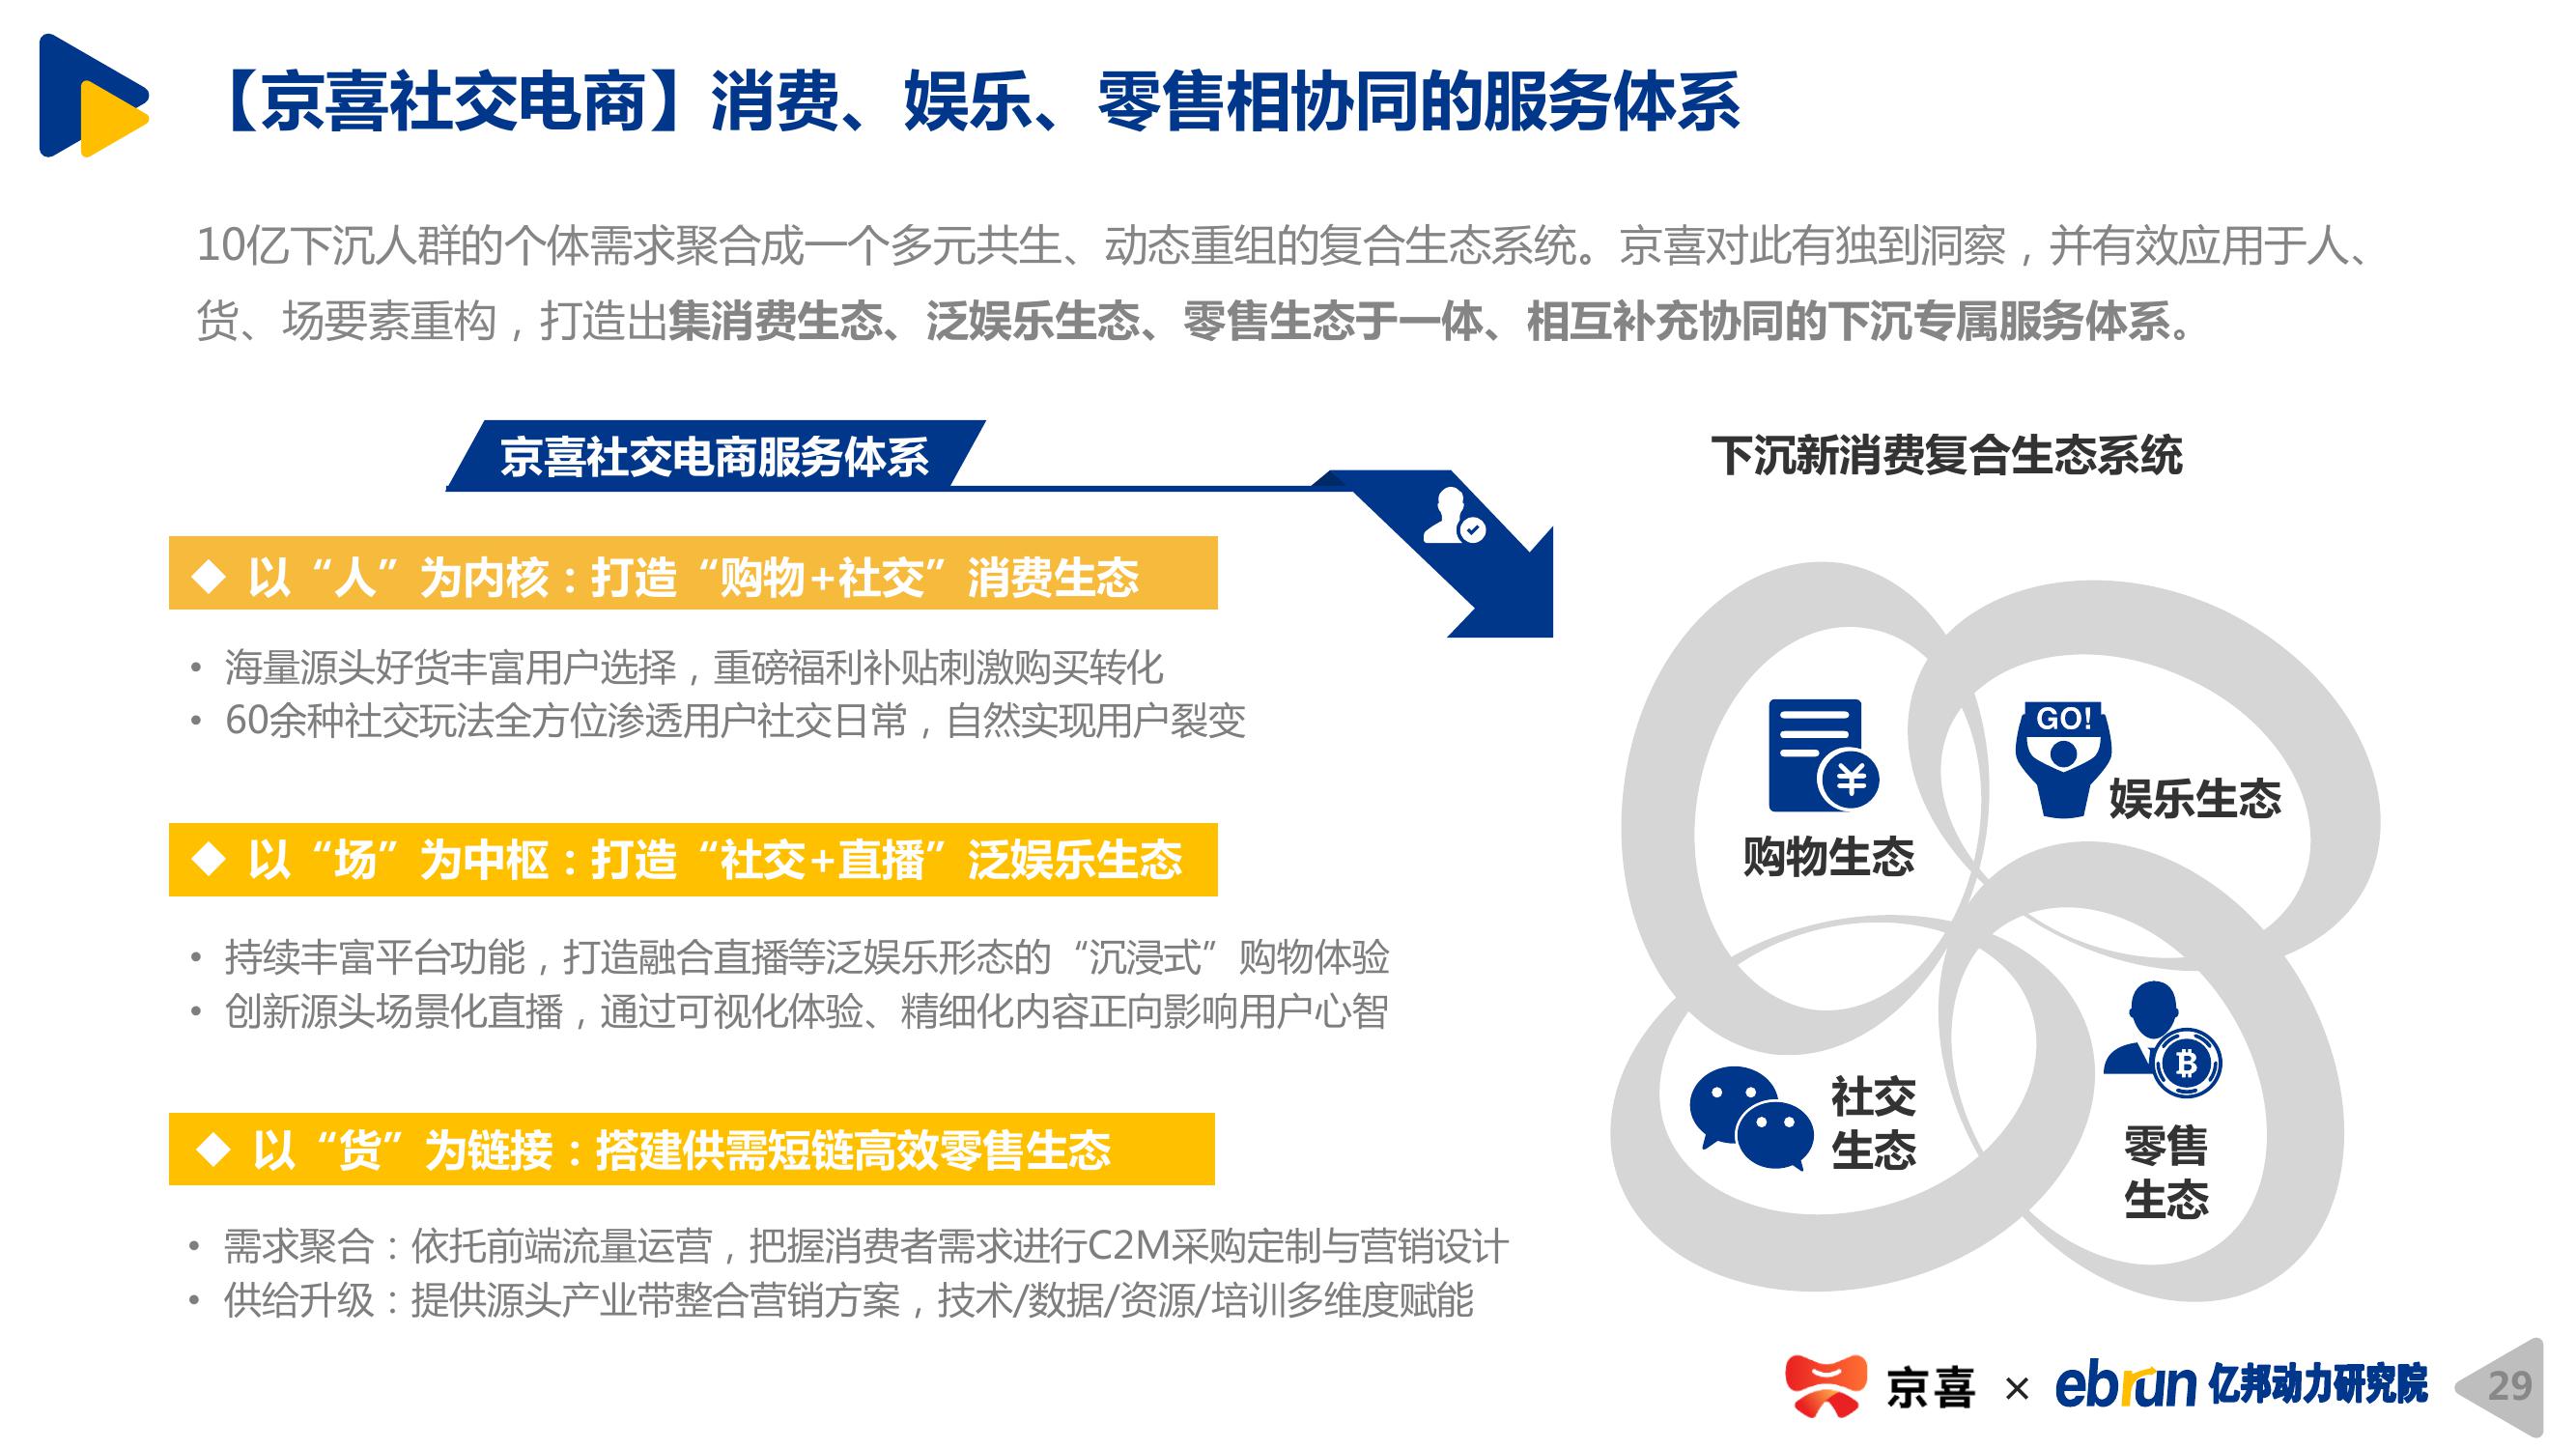 【京喜社交电商】消费、娱乐、零售相协同的服务体系
10亿下沉人群的个体需求聚合成一个多元共生、动态重组的复合生态系统。京喜对此有独到洞察，并有效应用于人、
货、场要素重构，打造出集消费生态、泛娱乐生态、零售生态于一体、相互补充协同的下沉专属服务体系。
京喜社交电商服务体系
◆ 以“人”为内核：打造“购物+社交”消费生态
• 海量源头好货丰富用户选择，重磅福利补贴刺激购买转化
• 60余种社交玩法全方位渗透用户社交日常，自然实现用户裂变
◆ 以“场”为中枢：打造“社交+直播”泛娱乐生态
• 持续丰富平台功能，打造融合直播等泛娱乐形态的“沉浸式”购物体验
• 创新源头场景化直播，通过可视化体验、精细化内容正向影响用户心智
◆ 以“货”为链接：搭建供需短链高效零售生态
• 需求聚合：依托前端流量运营，把握消费者需求进行C2M采购定制与营销设计
• 供给升级：提供源头产业带整合营销方案，技术/数据/资源/培训多维度赋能
下沉新消费复合生态系统
¥
购物生态
GO!
娱乐生态
社交
生态
零售
生态
京喜 × ebrun 亿邦动力研究院
29